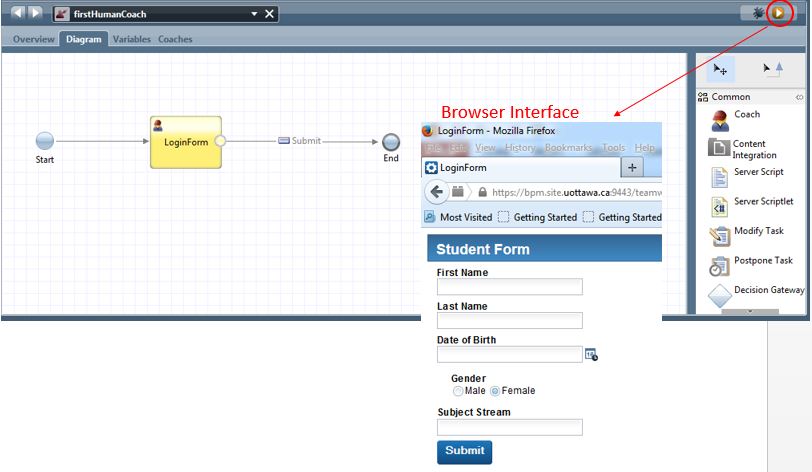 firstHumanCoach
Overview Diagram Variables Coaches
Start
LoginForm
Submit
End
Common
Coach
Content
Integration
Server Script
Server Scriptlet
Modify Task
Postpone Task
Decision Gateway
Browser Interface
LoginForm - Mozilla Firefox
File Edit View History Bookmarks Tools Help
LoginForm
https://bpm.site.uottawa.ca:9443/teamw
Most Visited Getting Started Getting Started
Student Form
First Name
Last Name
Date of Birth
Gender
Male Female
Subject Stream
Submit